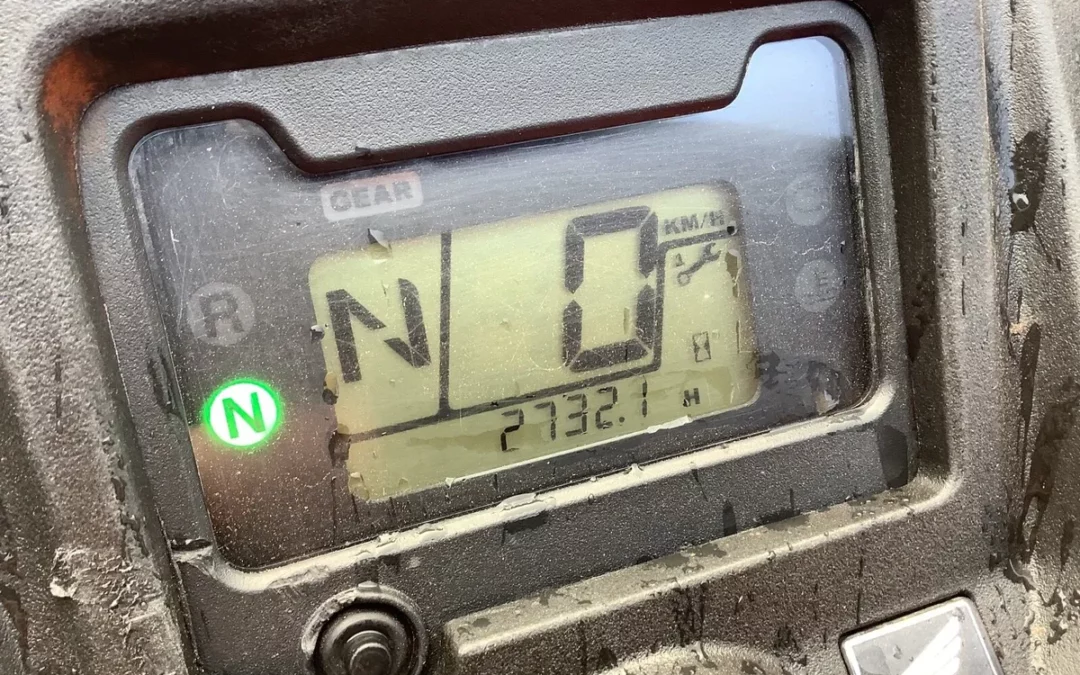 GEAR
KM/H
N 0
R
N
2732.1 H